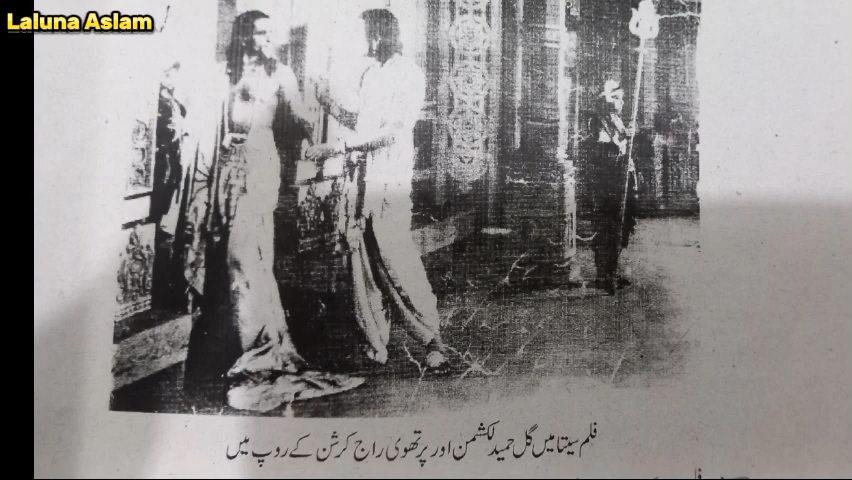 Laluna Aslam
فلم سیتا میں گل حمید لکشمن اور پرتھوی راج کرشن کے روپ میں